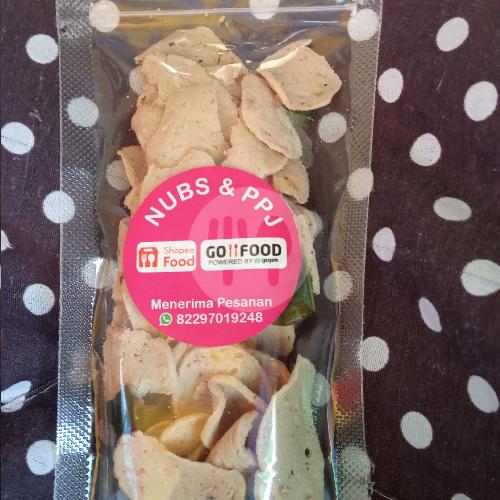 NUBS & PPJ
Shopee
Food
GO FOOD
POWERED BY gojek
Menerima Pesanan
82297019248